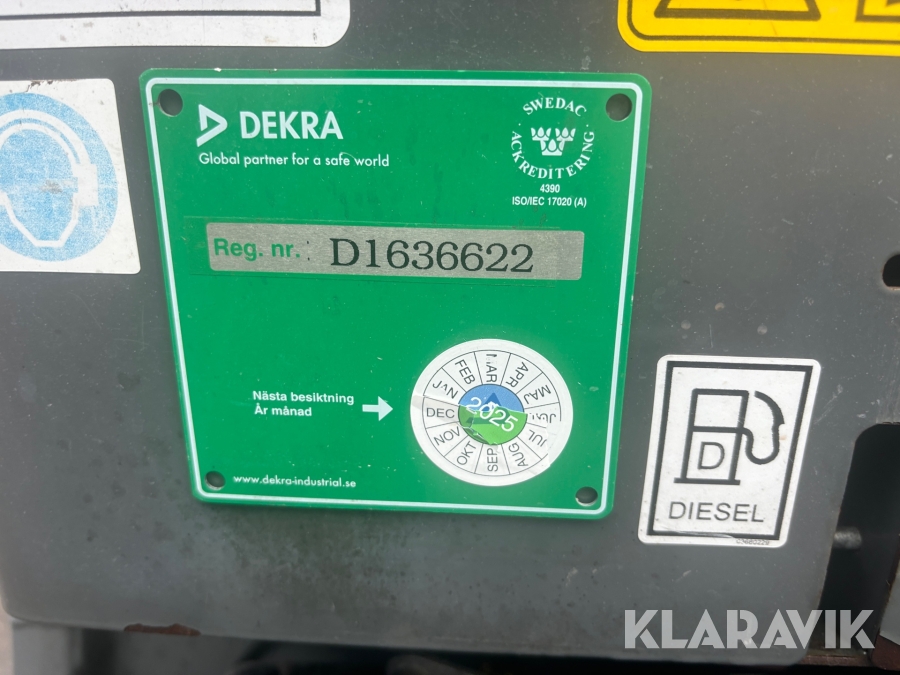 DEKRA
Global partner for a safe world
SWEDAC
ACKREDITERING
4390
ISO/IEC 17020 (A)
Reg. nr. : D1636622
Nästa besiktning
År månad
JAN
FEB
MAR
APR
MAJ
JUN
JUL
AUG
SEP
OKT
NOV
DEC
2025
www.dekra-industrial.se
D
DIESEL
KLARAVIK